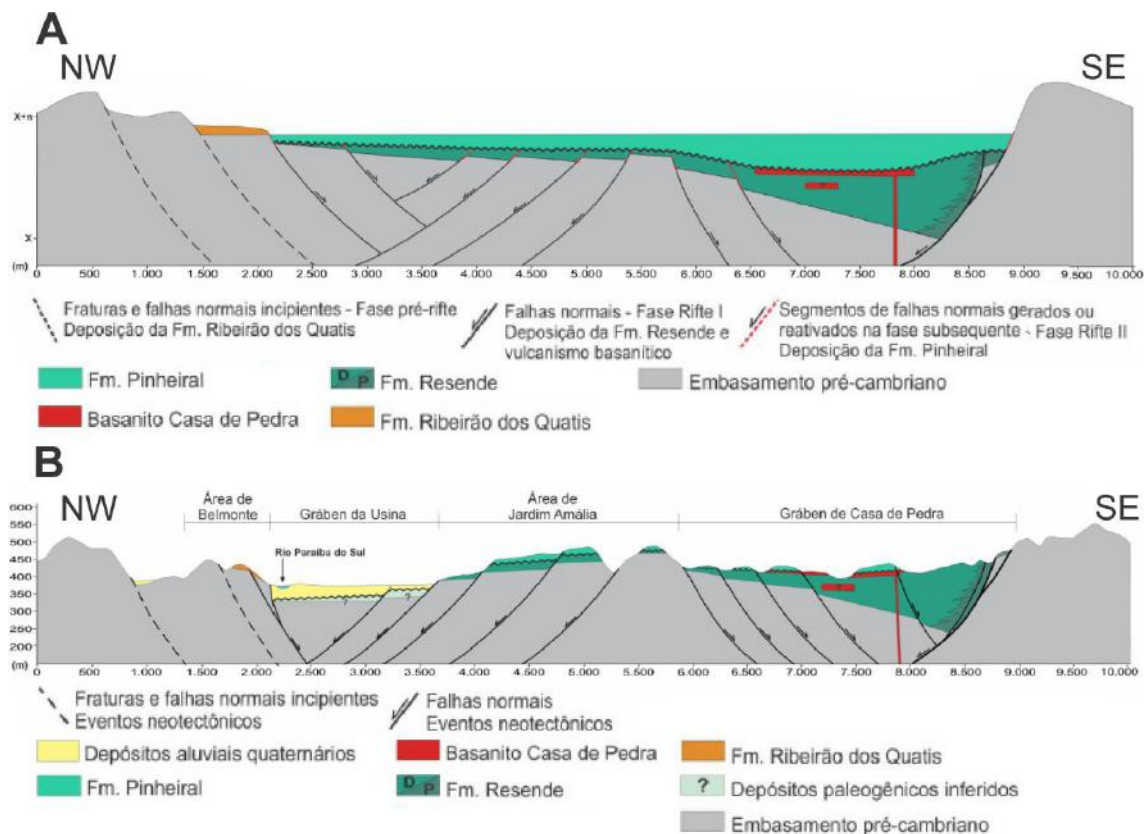 A
NW
SE
X+n
X
(m)
0 500 1.000 1.500 2.000 2.500 3.000 3.500 4.000 4.500 5.000 5.500 6.000 6.500 7.000 7.500 8.000 8.500 9.000 9.500 10.000
?
Fraturas e falhas normais incipientes - Fase pré-rifte
Deposição da Fm. Ribeirão dos Quatis
Falhas normais - Fase Rifte I
Deposição da Fm. Resende e
vulcanismo basanítico
Segmentos de falhas normais gerados ou
reativados na fase subsequente - Fase Rifte II
Deposição da Fm. Pinheiral
Fm. Pinheiral
D P Fm. Resende
Embasamento pré-cambriano
Basanito Casa de Pedra
Fm. Ribeirão dos Quatis
B
NW
SE
Área de
Belmonte
Gráben da Usina
Área de
Jardim Amália
Gráben de Casa de Pedra
Rio Paraíba do Sul
600
550
500
450
400
350
300
250
200
150
(m)
? ? ?
0 500 1.000 1.500 2.000 2.500 3.000 3.500 4.000 4.500 5.000 5.500 6.000 6.500 7.000 7.500 8.000 8.500 9.000 9.500 10.000
Fraturas e falhas normais incipientes
Eventos neotectônicos
Falhas normais
Eventos neotectônicos
Depósitos aluviais quaternários
Basanito Casa de Pedra
Fm. Ribeirão dos Quatis
Fm. Pinheiral
D P Fm. Resende
? Depósitos paleogênicos inferidos
Embasamento pré-cambriano